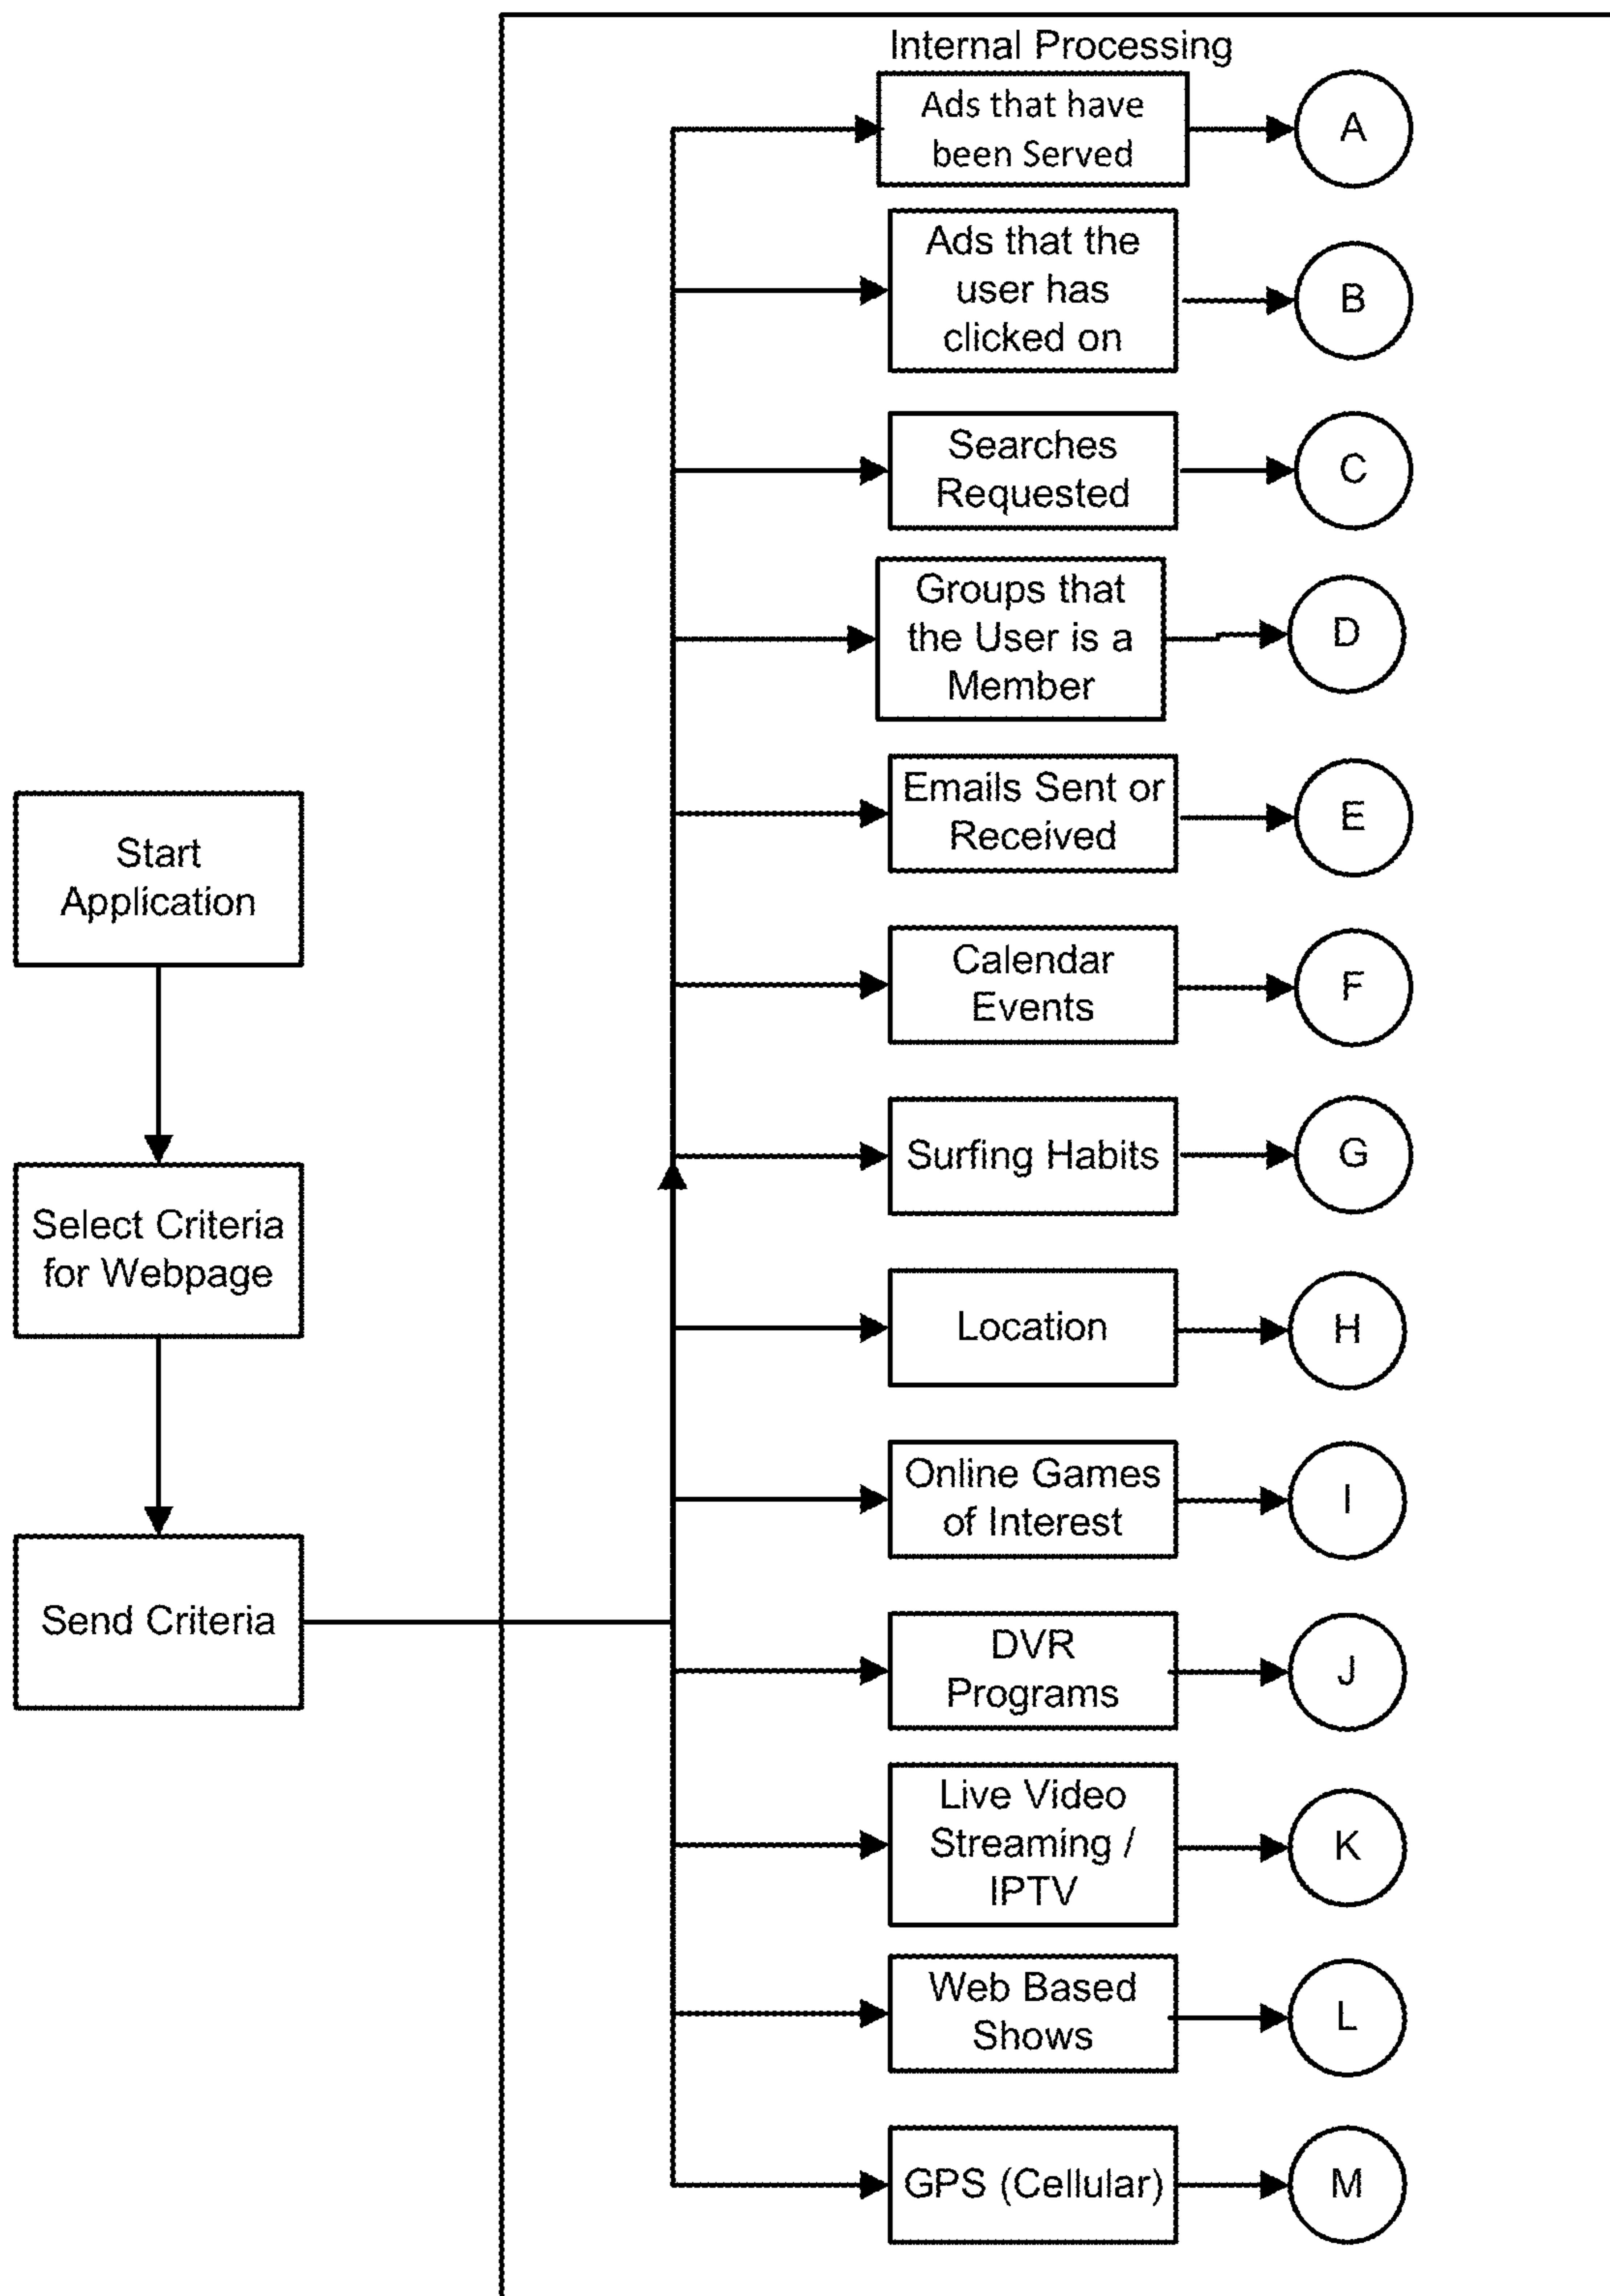 Internal Processing
Ads that have
been Served
A
Ads that the
user has
clicked on
B
Searches
Requested
C
Groups that
the User is a
Member
D
Emails Sent or
Received
E
Start
Application
Calendar
Events
F
Surfing Habits
G
Select Criteria
for Webpage
Location
H
Online Games
of Interest
I
Send Criteria
DVR
Programs
J
Live Video
Streaming /
IPTV
K
Web Based
Shows
L
GPS (Cellular)
M